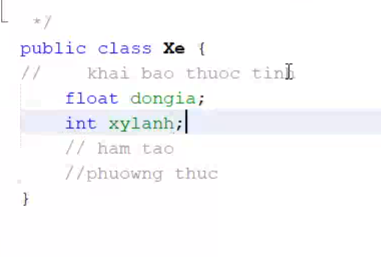 */
public class Xe {
// khai bao thuoc tinh
float dongia;
int xylanh;
// ham tao
//phuowng thuc
}